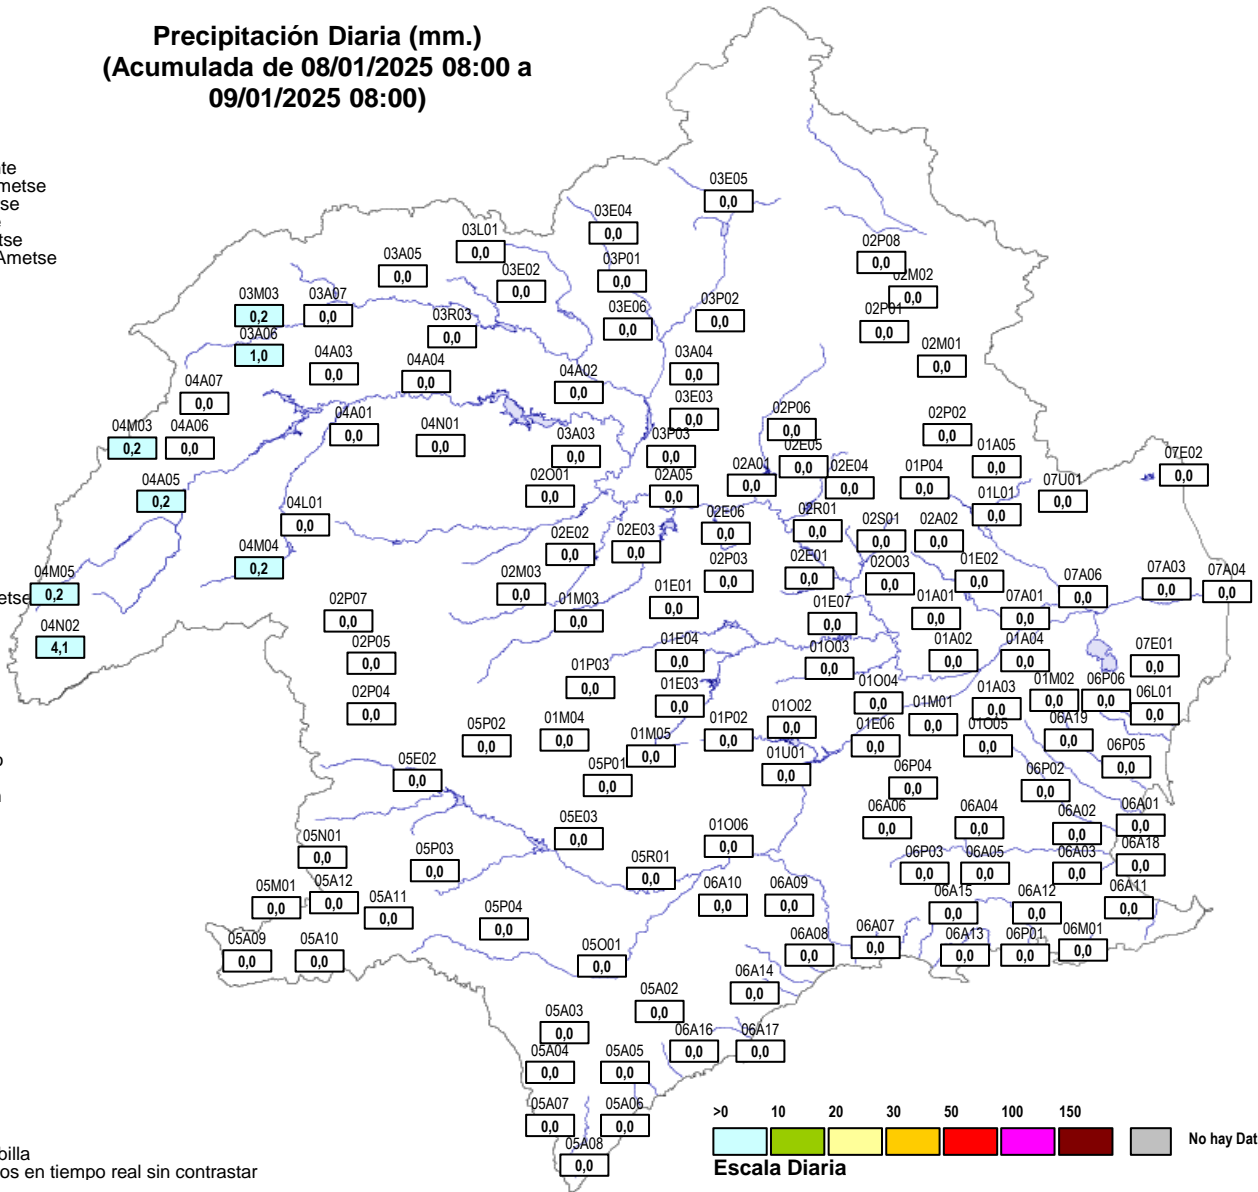 Precipitación Diaria (mm.)
(Acumulada de 08/01/2025 08:00 a
09/01/2025 08:00)
03E05
0,0
03E04
0,0
03L01
0,0
03A05
0,0
03P01
0,0
03E02
0,0
02P08
0,0
02M02
0,0
03M03
0,2
03A07
0,0
03R03
0,0
03E06
0,0
03P02
0,0
02P01
0,0
03A06
1,0
04A03
0,0
04A04
0,0
04A02
0,0
03A04
0,0
02M01
0,0
04A07
0,0
03E03
0,0
04M03
0,2
04A06
0,0
04A01
0,0
04N01
0,0
03A03
0,0
03P03
0,0
02P06
0,0
02E05
0,0
02P02
0,0
01A05
0,0
07E02
0,0
04A05
0,2
02O01
0,0
02A05
0,0
02A01
0,0
02E04
0,0
01P04
0,0
01L01
0,0
07U01
0,0
04L01
0,0
02E02
0,0
02E03
0,0
02E06
0,0
02R01
0,0
02S01
0,0
02A02
0,0
04M04
0,2
02M03
0,0
02P03
0,0
02E01
0,0
02O03
0,0
01E02
0,0
07A06
0,0
07A03
0,0
07A04
0,0
04M05
0,2
etse
02P07
0,0
01M03
0,0
01E01
0,0
01E07
0,0
01A01
0,0
07A01
0,0
04N02
4,1
02P05
0,0
01E04
0,0
01O03
0,0
01A02
0,0
01A04
0,0
07E01
0,0
01P03
0,0
02P04
0,0
01E03
0,0
01O04
0,0
01A03
0,0
01M02
0,0
06P06
0,0
06L01
0,0
05P02
0,0
01M04
0,0
01M05
0,0
01P02
0,0
01O02
0,0
01E06
0,0
01M01
0,0
01O05
0,0
06A19
0,0
06P05
0,0
05E02
0,0
05P01
0,0
01U01
0,0
06P04
0,0
06P02
0,0
05E03
0,0
01O06
0,0
06A06
0,0
06A04
0,0
06A02
0,0
06A01
0,0
05N01
0,0
05P03
0,0
05R01
0,0
06P03
0,0
06A05
0,0
06A03
0,0
06A18
0,0
05M01
0,0
05A12
0,0
05A11
0,0
06A10
0,0
06A09
0,0
06A15
0,0
06A12
0,0
06A11
0,0
05P04
0,0
05A09
0,0
05A10
0,0
05O01
0,0
06A08
0,0
06A07
0,0
06A13
0,0
06P01
0,0
06M01
0,0
06A14
0,0
05A02
0,0
05A03
0,0
06A16
0,0
06A17
0,0
05A04
0,0
05A05
0,0
05A07
0,0
05A06
0,0
05A08
0,0
>0 10 20 30 50 100 150
No hay Dat
Escala Diaria
billa
os en tiempo real sin contrastar